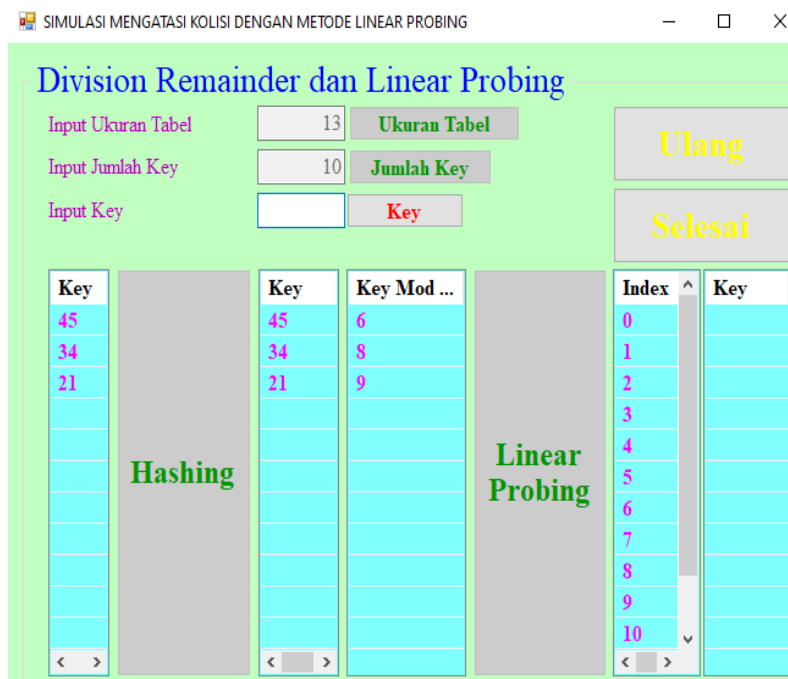 SIMULASI MENGATASI KOLISI DENGAN METODE LINEAR PROBING
Division Remainder dan Linear Probing
Input Ukuran Tabel 13 Ukuran Tabel
Input Jumlah Key 10 Jumlah Key
Input Key Key
Ulang
Selesai
Key
45
34
21
Hashing
Key Key Mod ...
45 6
34 8
21 9
Linear
Probing
Index Key
0
1
2
3
4
5
6
7
8
9
10